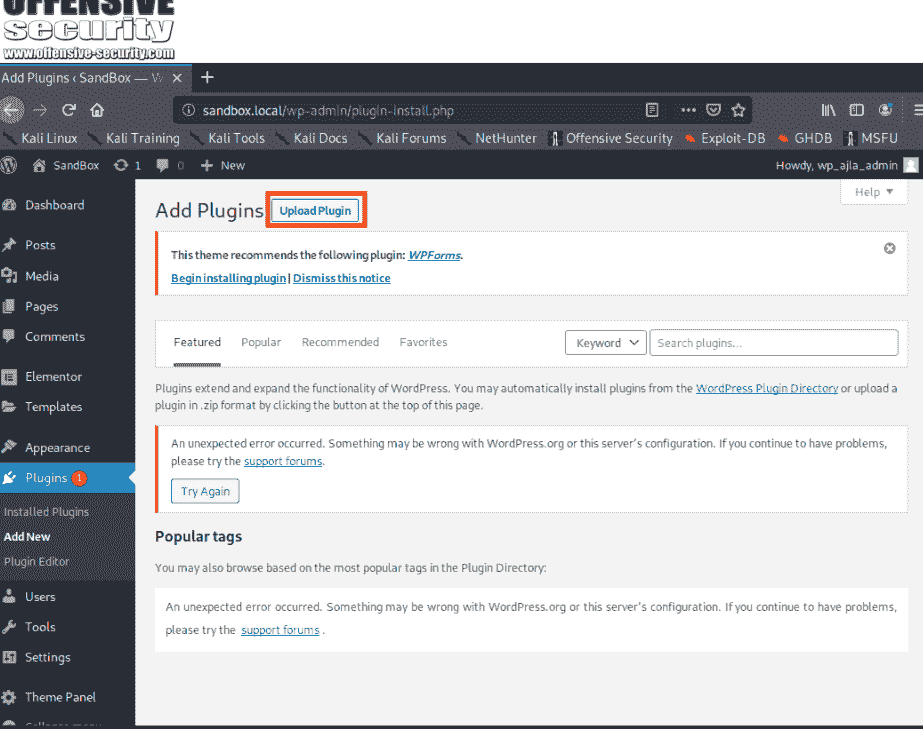 OFFENSIVE
security
www.offensive-security.com
Add Plugins ‹ SandBox — W
sandbox.local/wp-admin/plugin-install.php
Kali Linux Kali Training Kali Tools Kali Docs Kali Forums NetHunter Offensive Security Exploit-DB GHDB MSFU
SandBox 1 0 New Howdy, wp_ajla_admin
Help
Dashboard
Posts
Media
Pages
Comments
Elementor
Templates
Appearance
Plugins 1
Installed Plugins
Add New
Plugin Editor
Users
Tools
Settings
Theme Panel
Collapse menu
Add Plugins Upload Plugin
This theme recommends the following plugin: WPForms.
Begin installing plugin | Dismiss this notice
Featured Popular Recommended Favorites Keyword Search plugins...
Plugins extend and expand the functionality of WordPress. You may automatically install plugins from the WordPress Plugin Directory or upload a
plugin in .zip format by clicking the button at the top of this page.
An unexpected error occurred. Something may be wrong with WordPress.org or this server's configuration. If you continue to have problems,
please try the support forums.
Try Again
Popular tags
You may also browse based on the most popular tags in the Plugin Directory:
An unexpected error occurred. Something may be wrong with WordPress.org or this server's configuration. If you continue to have problems,
please try the support forums .